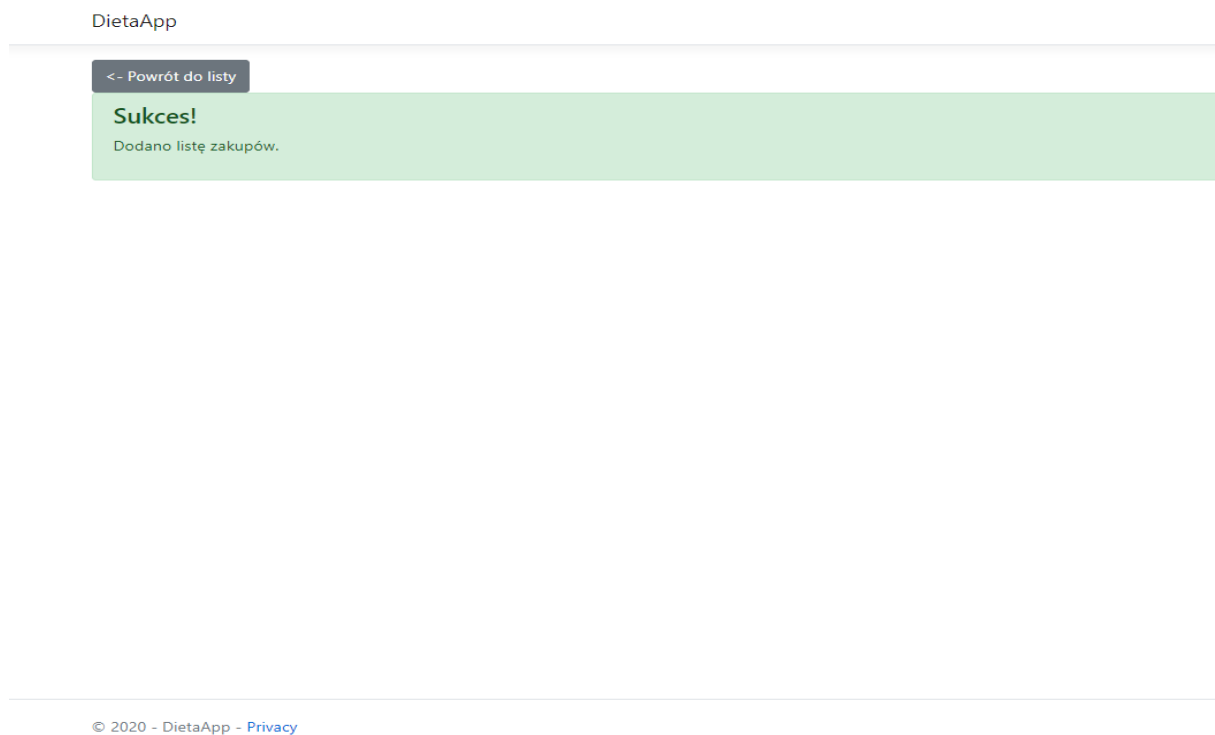 DietaApp
<- Powrót do listy
Sukces!
Dodano listę zakupów.
© 2020 - DietaApp - Privacy